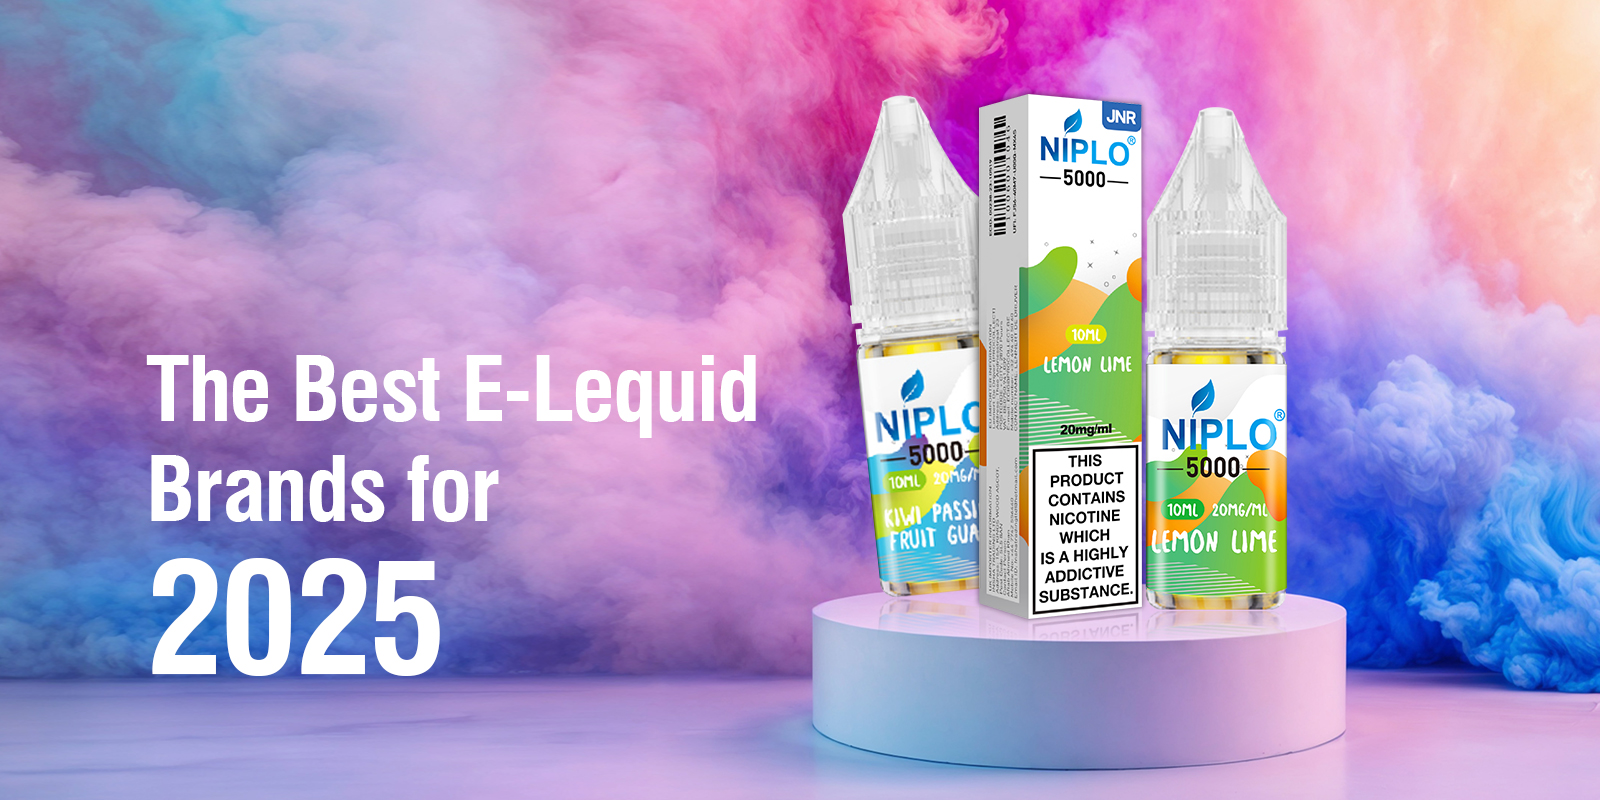 The Best E-Lequid
Brands for
2025
NIPLO
5000
10ML 20MG/M
KIWI PASSI
FRUIT GUA
JNR
NIPLO®
5000
10ML
LEMON LIME
20mg/ml
THIS
PRODUCT
CONTAINS
NICOTINE
WHICH
IS A HIGHLY
ADDICTIVE
SUBSTANCE.
NIPLO®
5000
10ML 20MG/ML
LEMON LIME